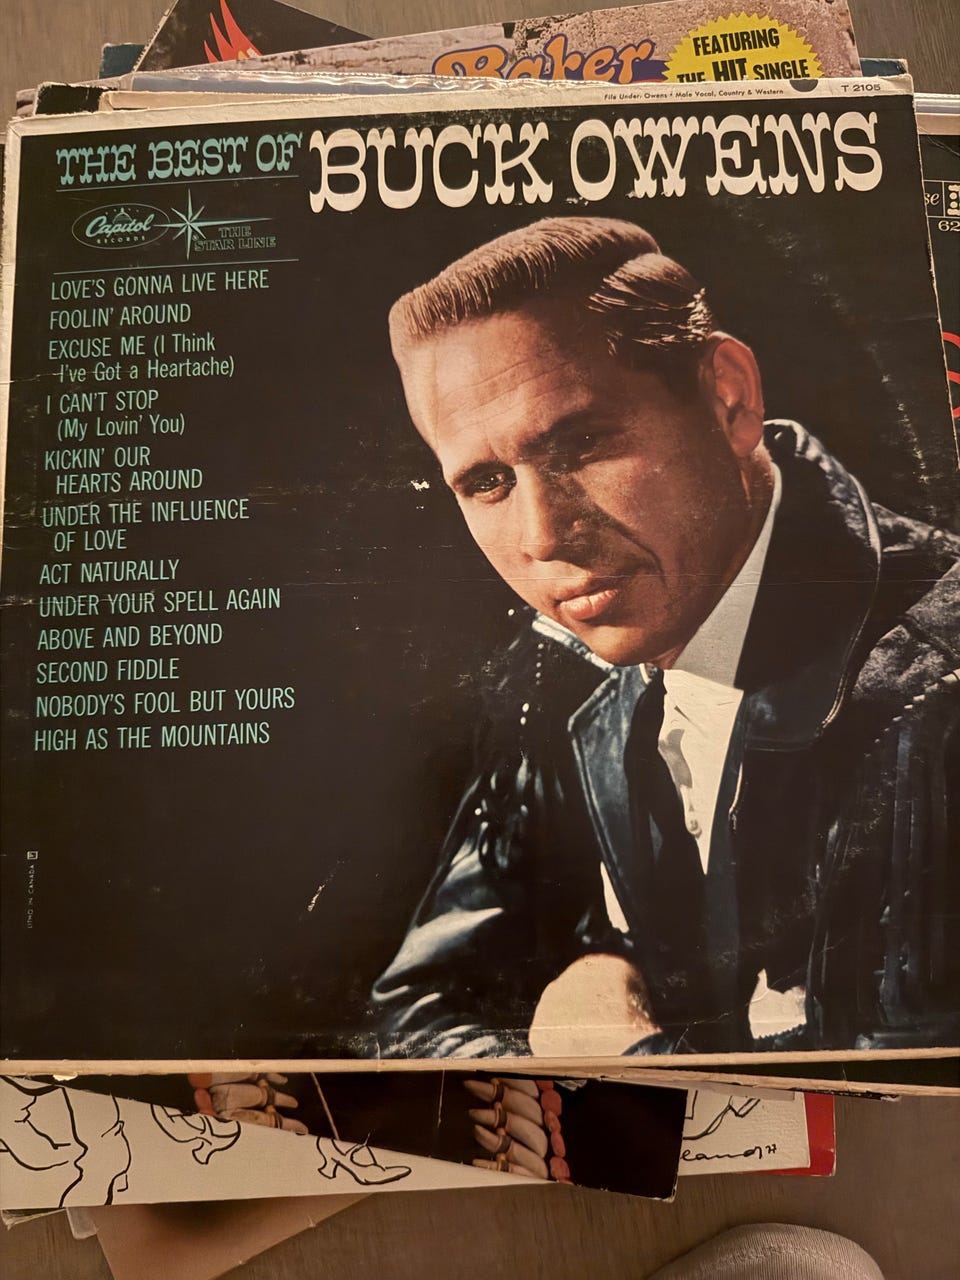 Baker
FEATURING
THE HIT SINGLE
File Under: Owens • Male Vocal, Country & Western
T 2105
THE BEST OF BUCK OWENS
Capitol
RECORDS
THE
STAR LINE
LOVE'S GONNA LIVE HERE
FOOLIN' AROUND
EXCUSE ME (I Think
I've Got a Heartache)
I CAN'T STOP
(My Lovin' You)
KICKIN' OUR
HEARTS AROUND
UNDER THE INFLUENCE
OF LOVE
ACT NATURALLY
UNDER YOUR SPELL AGAIN
ABOVE AND BEYOND
SECOND FIDDLE
NOBODY'S FOOL BUT YOURS
HIGH AS THE MOUNTAINS
LITHO IN CANADA
se
62